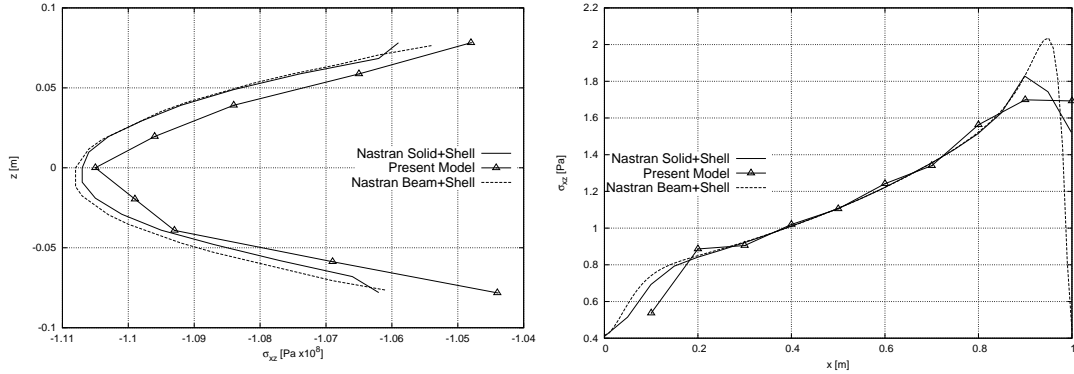 0.1
0.05
0
-0.05
-0.1
z [m]
-1.11
-1.1
-1.09
-1.08
-1.07
-1.06
-1.05
-1.04
σxz [Pa x10^8]
Nastran Solid+Shell
Present Model
Nastran Beam+Shell
2.2
2
1.8
1.6
1.4
1.2
1
0.8
0.6
0.4
σxz [Pa]
0
0.2
0.4
0.6
0.8
1
x [m]
Nastran Solid+Shell
Present Model
Nastran Beam+Shell